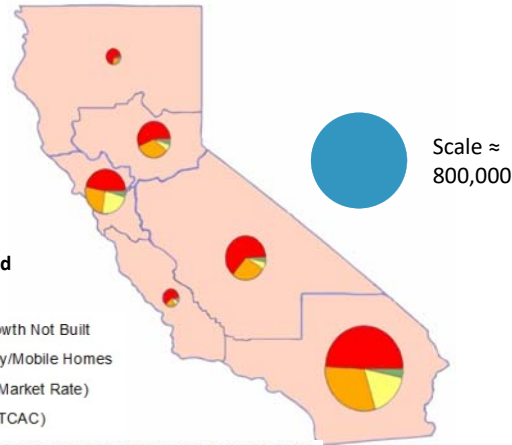 Scale ≈
800,000
d
wth Not Built
y/Mobile Homes
Market Rate)
TCAC)